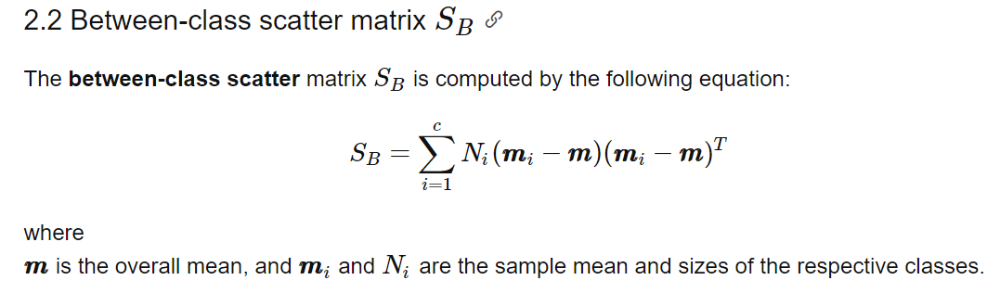 2.2 Between-class scatter matrix $S_B$
The between-class scatter matrix $S_B$ is computed by the following equation:
$S_B = \sum_{i=1}^{c} N_i (\boldsymbol{m}_i - \boldsymbol{m})(\boldsymbol{m}_i - \boldsymbol{m})^T$
where
$\boldsymbol{m}$ is the overall mean, and $\boldsymbol{m}_i$ and $N_i$ are the sample mean and sizes of the respective classes.